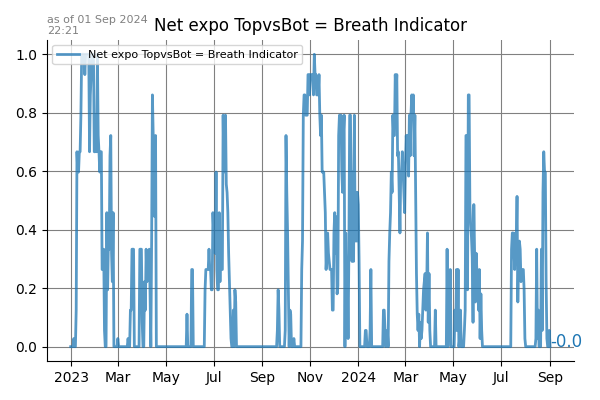 as of 01 Sep 2024
22:21
Net expo TopvsBot = Breath Indicator
Net expo TopvsBot = Breath Indicator
1.0
0.8
0.6
0.4
0.2
0.0
-0.0
2023 Mar May Jul Sep Nov 2024 Mar May Jul Sep